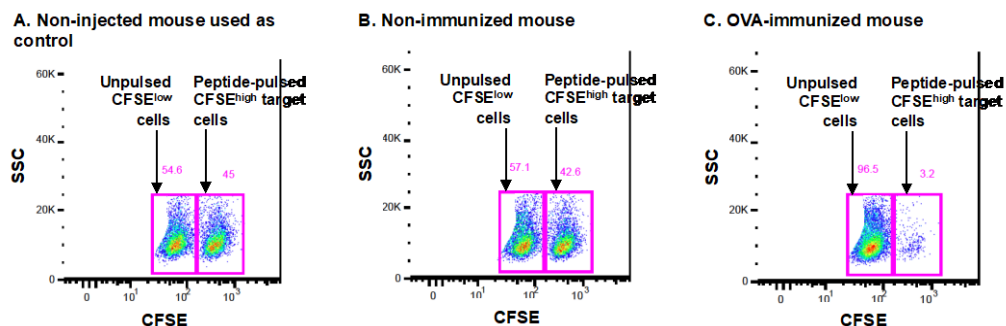 A. Non-injected mouse used as
control
Unpulsed
CFSElow
cells
Peptide-pulsed
CFSEhigh target
cells
54.6
45
60K
40K
20K
0
SSC
0
10¹
10²
10³
CFSE
B. Non-immunized mouse
Unpulsed
CFSElow
cells
Peptide-pulsed
CFSEhigh target
cells
57.1
42.6
60K
40K
20K
0
SSC
0
10¹
10²
10³
CFSE
C. OVA-immunized mouse
Unpulsed
CFSElow
cells
Peptide-pulsed
CFSEhigh target
cells
96.5
3.2
60K
40K
20K
0
SSC
0
10¹
10²
10³
CFSE